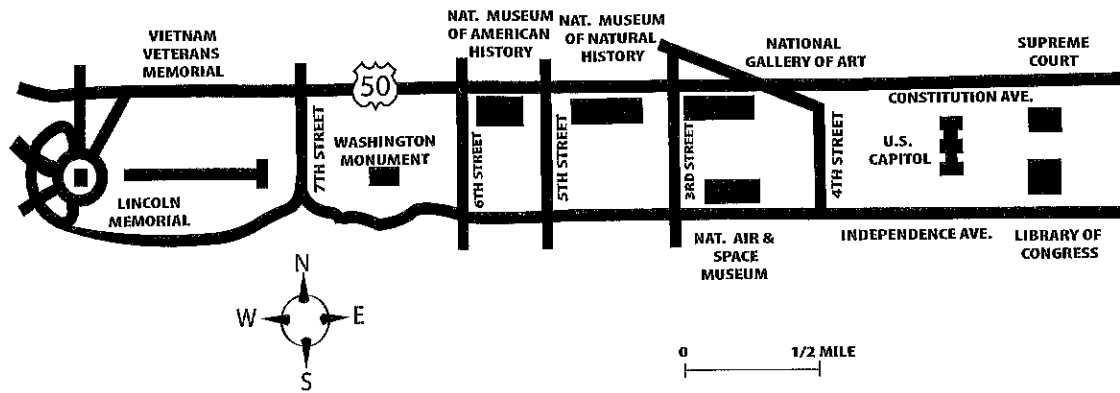 VIETNAM
VETERANS
MEMORIAL
NAT. MUSEUM
OF AMERICAN
HISTORY
NAT. MUSEUM
OF NATURAL
HISTORY
NATIONAL
GALLERY OF ART
SUPREME
COURT
50
CONSTITUTION AVE.
7TH STREET
WASHINGTON
MONUMENT
6TH STREET
5TH STREET
3RD STREET
4TH STREET
U.S.
CAPITOL
LINCOLN
MEMORIAL
NAT. AIR &
SPACE
MUSEUM
INDEPENDENCE AVE.
LIBRARY OF
CONGRESS
N
W
E
S
0
1/2 MILE